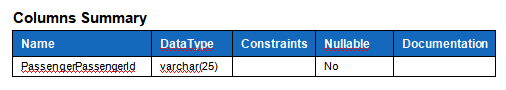 Columns Summary
Name DataType Constraints Nullable Documentation
PassengerPassengerId varchar(25) No